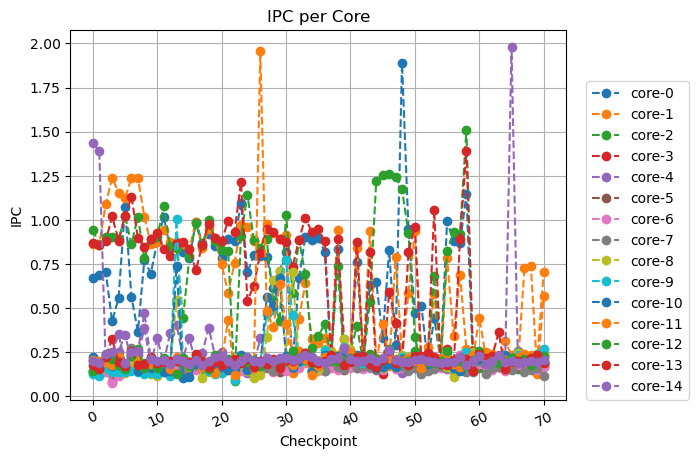 IPC per Core
IPC
2.00
1.75
1.50
1.25
1.00
0.75
0.50
0.25
0.00
0
10
20
30
40
50
60
70
Checkpoint
core-0
core-1
core-2
core-3
core-4
core-5
core-6
core-7
core-8
core-9
core-10
core-11
core-12
core-13
core-14